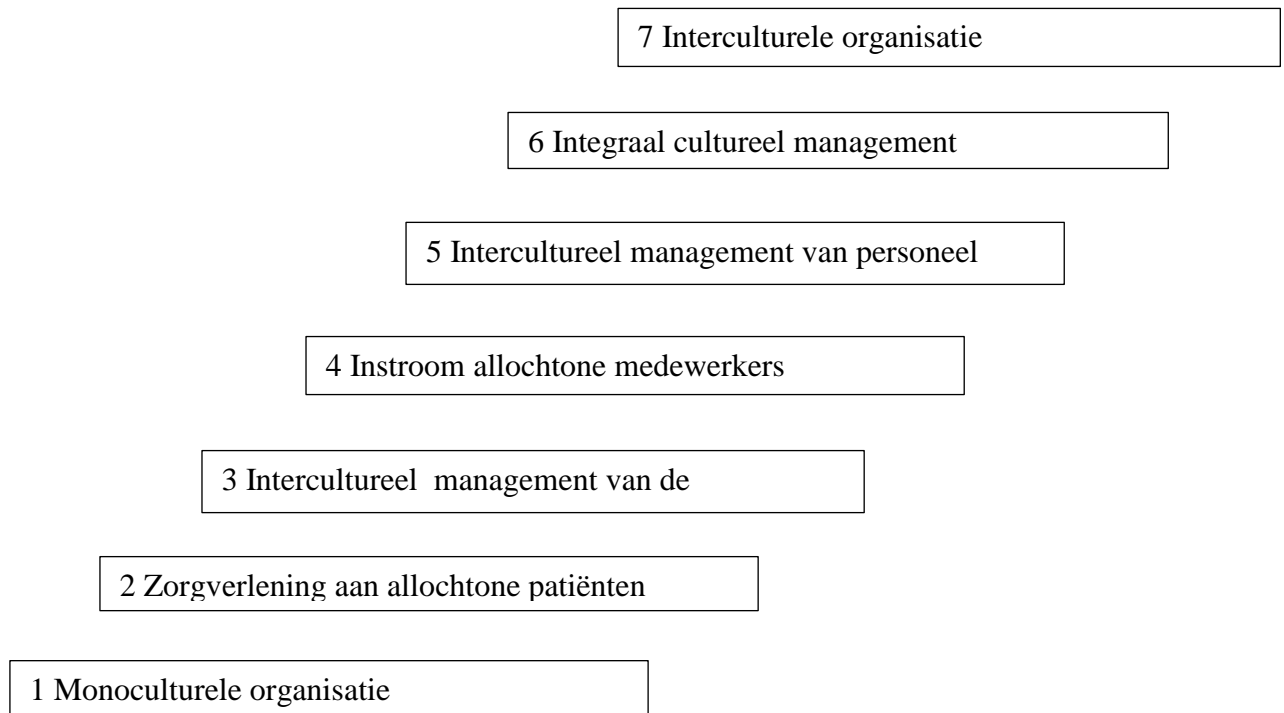 7 Interculturele organisatie
6 Integraal cultureel management
5 Intercultureel management van personeel
4 Instroom allochtone medewerkers
3 Intercultureel management van de
2 Zorgverlening aan allochtone patiënten
1 Monoculturele organisatie